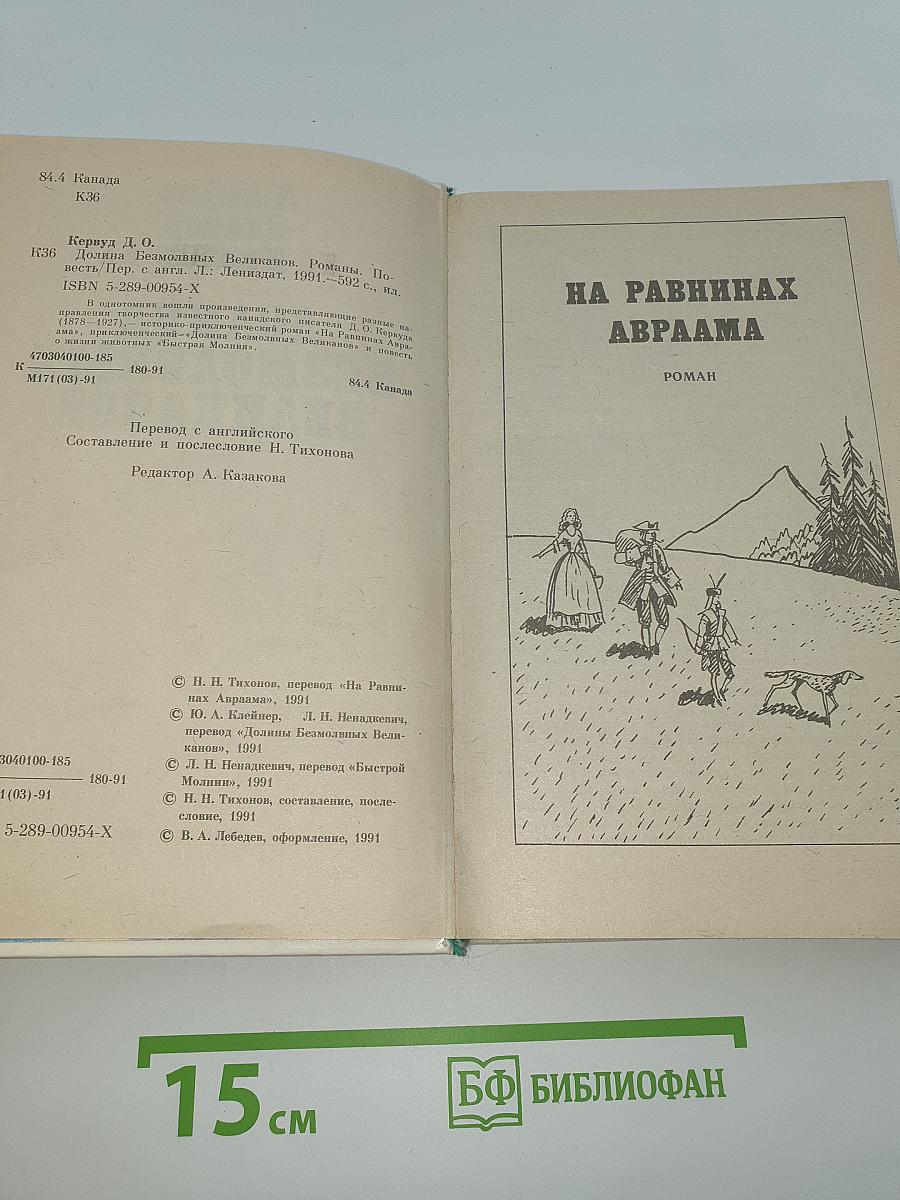 84.4 Канада
К36
Кервуд Д. О.
К36 Долина Безмолвных Великанов. Романы. По-
весть/Пер. с англ. Л.: Лениздат, 1991.—592 с., ил.
ISBN 5-289-00954-X
В однотомник вошли произведения, представляющие разные на-
правления творчества известного канадского писателя Д. О. Кервуда
(1878—1927),— историко-приключенческий роман «На Равнинах Авра-
ама», приключенческий—«Долина Безмолвных Великанов» и повесть
о жизни животных «Быстрая Молния».
4703040100-185
К 180-91
М171(03)-91
84.4 Канада
Перевод с английского
Составление и послесловие Н. Тихонова
Редактор А. Казакова
© Н. Н. Тихонов, перевод «На Равни-
нах Авраама», 1991
© Ю. А. Клейнер, Л. Н. Ненадкевич,
перевод «Долины Безмолвных Вели-
канов», 1991
© Л. Н. Ненадкевич, перевод «Быстрой
Молнии», 1991
© Н. Н. Тихонов, составление, после-
словие, 1991
© В. А. Лебедев, оформление, 1991
3040100-185
180-91
1(03)-91
5-289-00954-X
НА РАВНИНАХ
АВРААМА
РОМАН
15 см
БФ БИБЛИОФАН